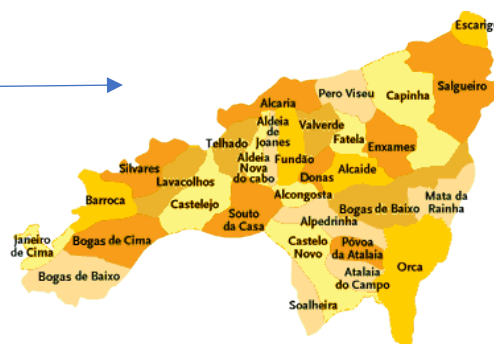 Escarigo
Salgueiro
Pero Viseu
Capinha
Alcaria
Aldeia
de
Joanes
Valverde
Fatela
Enxames
Telhado
Aldeia
Nova
do cabo
Fundão
Donas
Alcaide
Silvares
Lavacolhos
Castelejo
Alcongosta
Barroca
Souto
da Casa
Alpedrinha
Bogas de Baixo
Mata da
Rainha
Janeiro
de Cima
Bogas de Cima
Castelo
Novo
Póvoa
da Atalaia
Orca
Bogas de Baixo
Atalaia
do Campo
Soalheira